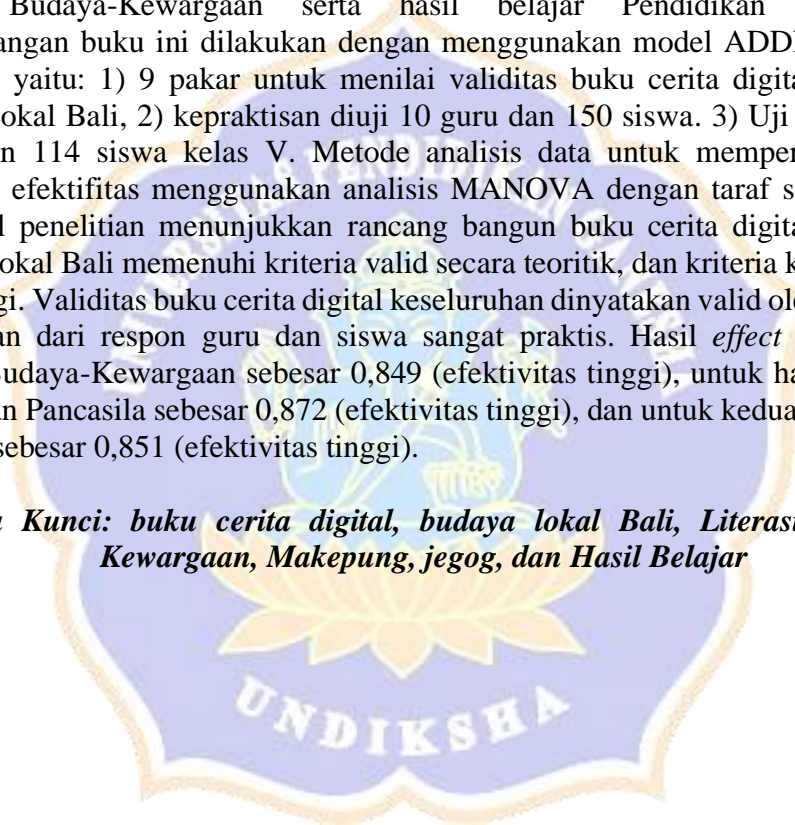 Budaya-Kewargaan serta hasil belajar Pendidikan
angan buku ini dilakukan dengan menggunakan model ADD
yaitu: 1) 9 pakar untuk menilai validitas buku cerita digita
okal Bali, 2) kepraktisan diuji 10 guru dan 150 siswa. 3) Uji
n 114 siswa kelas V. Metode analisis data untuk memper
efektifitas menggunakan analisis MANOVA dengan taraf s
l penelitian menunjukkan rancang bangun buku cerita digita
okal Bali memenuhi kriteria valid secara teoritik, dan kriteria k
gi. Validitas buku cerita digital keseluruhan dinyatakan valid ol
an dari respon guru dan siswa sangat praktis. Hasil effect
Budaya-Kewargaan sebesar 0,849 (efektivitas tinggi), untuk ha
an Pancasila sebesar 0,872 (efektivitas tinggi), dan untuk kedua
sebesar 0,851 (efektivitas tinggi).
Kunci: buku cerita digital, budaya lokal Bali, Literasi
Kewargaan, Makepung, jegog, dan Hasil Belajar
UNIVERSITAS PENDIDIKAN GANESHA
UNDIKSHA